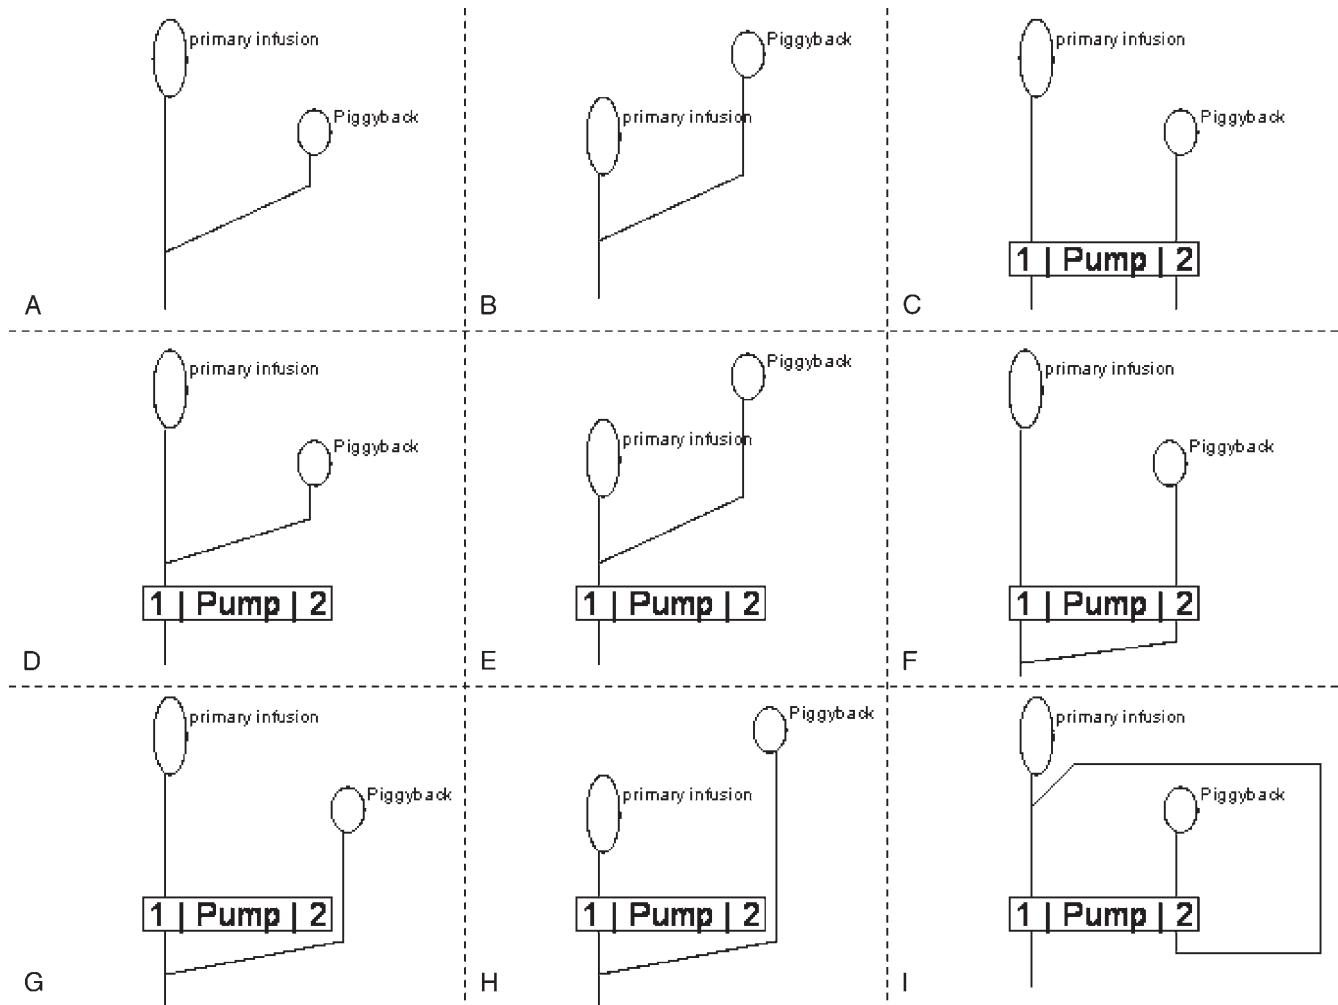 primary infusion
Piggyback
A
Piggyback
primary infusion
B
primary infusion
Piggyback
1 | Pump | 2
C
primary infusion
Piggyback
1 | Pump | 2
D
Piggyback
primary infusion
1 | Pump | 2
E
primary infusion
Piggyback
1 | Pump | 2
F
primary infusion
Piggyback
1 | Pump | 2
G
Piggyback
primary infusion
1 | Pump | 2
H
primary infusion
Piggyback
1 | Pump | 2
I